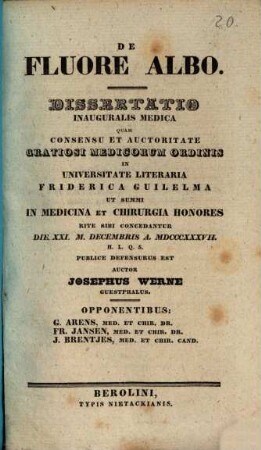 20.
DE
FLUORE ALBO.
DISSERTATIO
INAUGURALIS MEDICA
QUAM
CONSENSU ET AUCTORITATE
GRATIOSI MEDICORUM ORDINIS
IN
UNIVERSITATE LITERARIA
FRIDERICA GUILELMA
UT SUMMI
IN MEDICINA ET CHIRURGIA HONORES
RITE SIBI CONCEDANTUR
DIE XXI. M. DECEMBRIS A. MDCCCXXXVII.
H. L. Q. S.
PUBLICE DEFENSURUS EST
AUCTOR
JOSEPHUS WERNE
GUESTPHALUS.
OPPONENTIBUS:
G. ARENS, MED. ET CHIR. DR.
FR. JANSEN, MED. ET CHIR. DR.
J. BRENTJES, MED. ET CHIR. CAND.
BEROLINI,
TYPIS NIETACKIANIS.